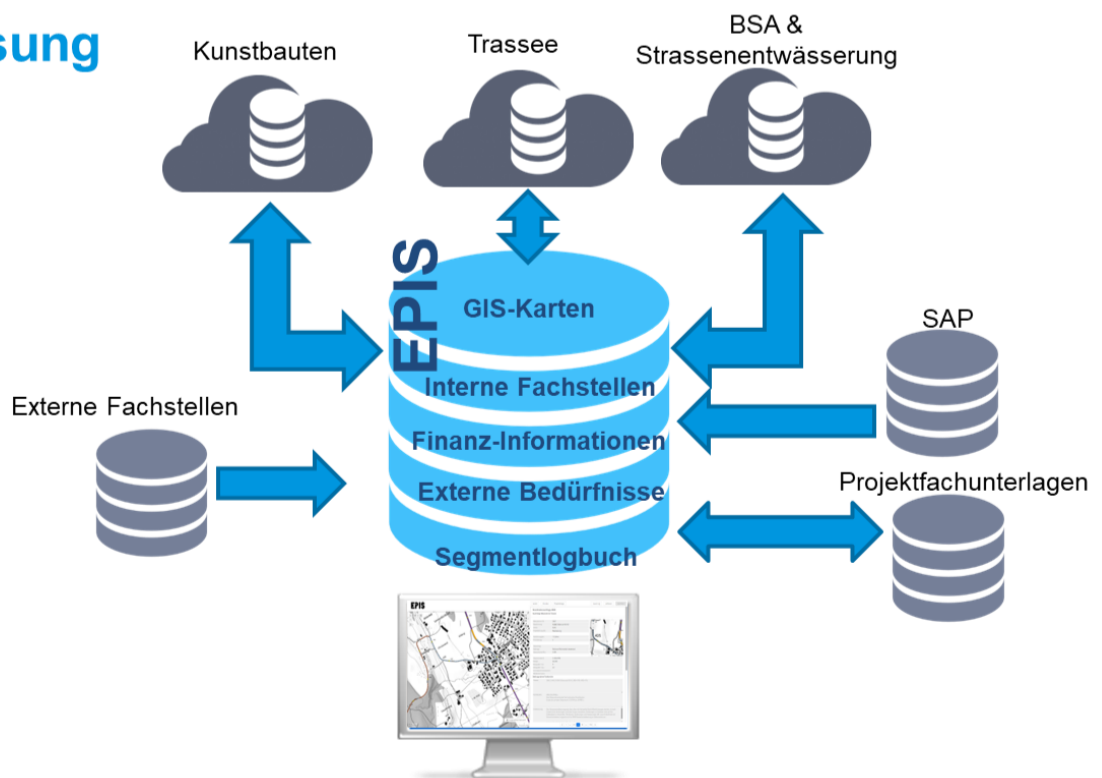 sung
Kunstbauten
Trassee
BSA &
Strassenentwässerung
EPIS
GIS-Karten
SAP
Interne Fachstellen
Externe Fachstellen
Finanz-Informationen
Projektfachunterlagen
Externe Bedürfnisse
Segmentlogbuch
EPIS